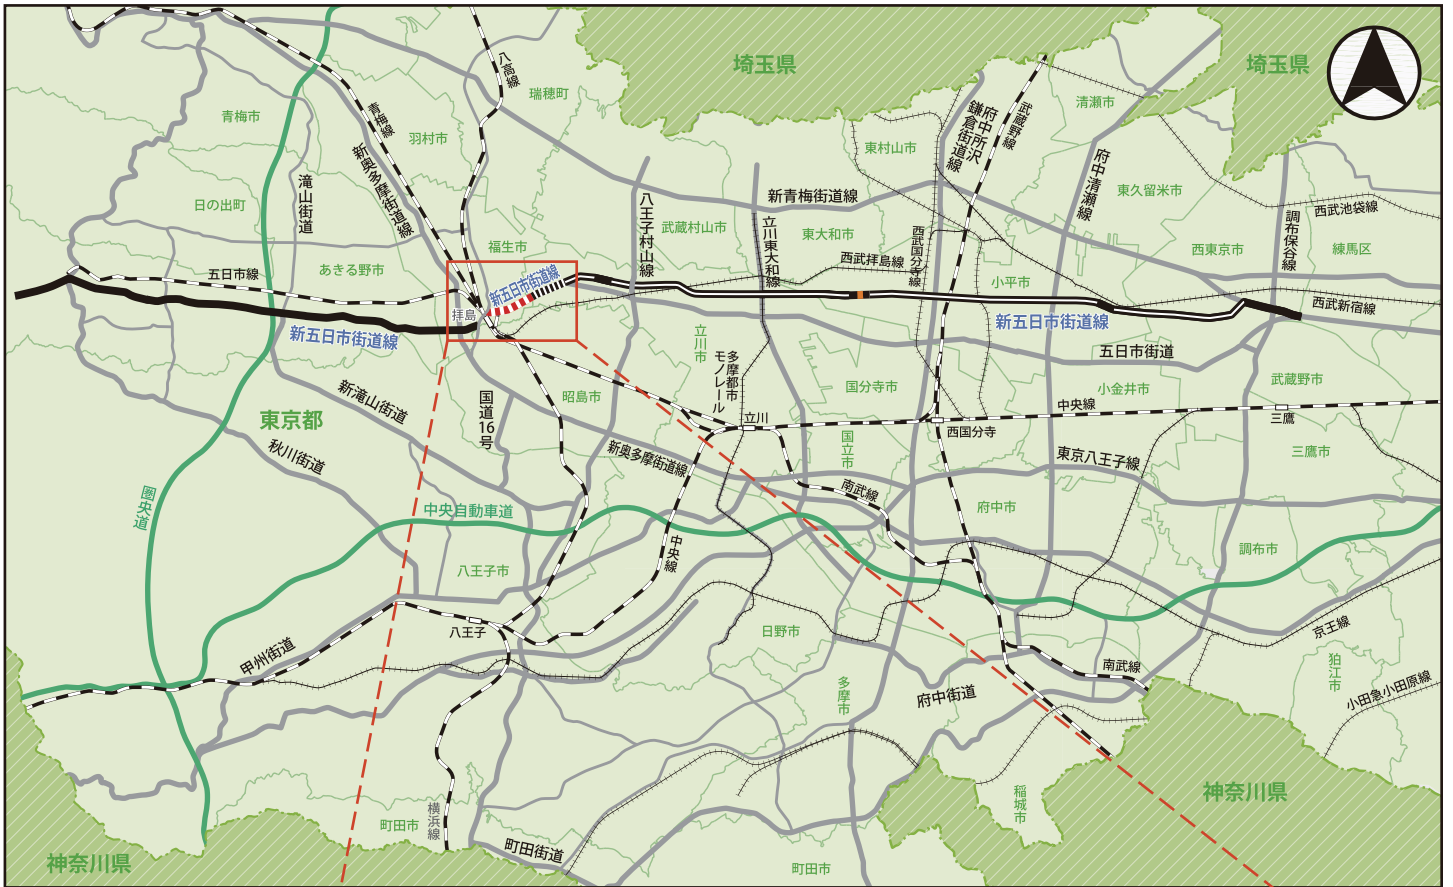 埼玉県
埼玉県
八高線
瑞穂町
青梅市
青梅線
羽村市
清瀬市
武蔵野線
府中所沢
鎌倉街道線
東村山市
新奥多摩街道線
府中清瀬線
東久留米市
滝山街道
日の出町
八王子村山線
新青梅街道線
武蔵村山市
立川東大和線
東大和市
西武国分寺線
調布保谷線
西武池袋線
福生市
西東京市
練馬区
五日市線
あきる野市
新五日市街道線
西武拝島線
小平市
拝島
西武新宿線
新五日市街道線
新五日市街道線
立川市
多摩都市
モノレール
五日市街道
新滝山街道
国道16号
昭島市
国分寺市
小金井市
武蔵野市
東京都
立川
中央線
三鷹
西国分寺
秋川街道
新奥多摩街道線
国立市
東京八王子線
三鷹市
圏央道
南武線
中央自動車道
府中市
中央線
調布市
八王子市
八王子
日野市
京王線
甲州街道
狛江市
南武線
多摩市
府中街道
小田急小田原線
稲城市
神奈川県
町田市
横浜線
町田街道
神奈川県
町田市